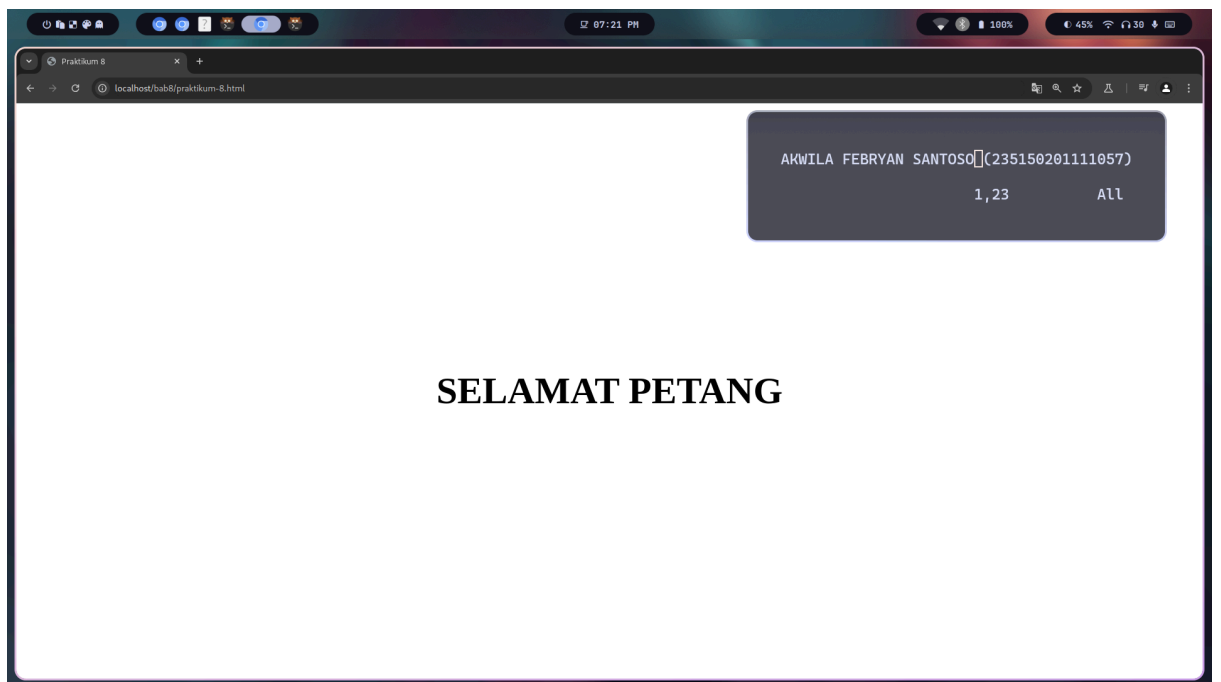 07:21 PM
100%
45%
30
Praktikum 8
localhost/bab8/praktikum-8.html
AKWILA FEBRYAN SANTOSO (235150201111057)
1,23 All
SELAMAT PETANG